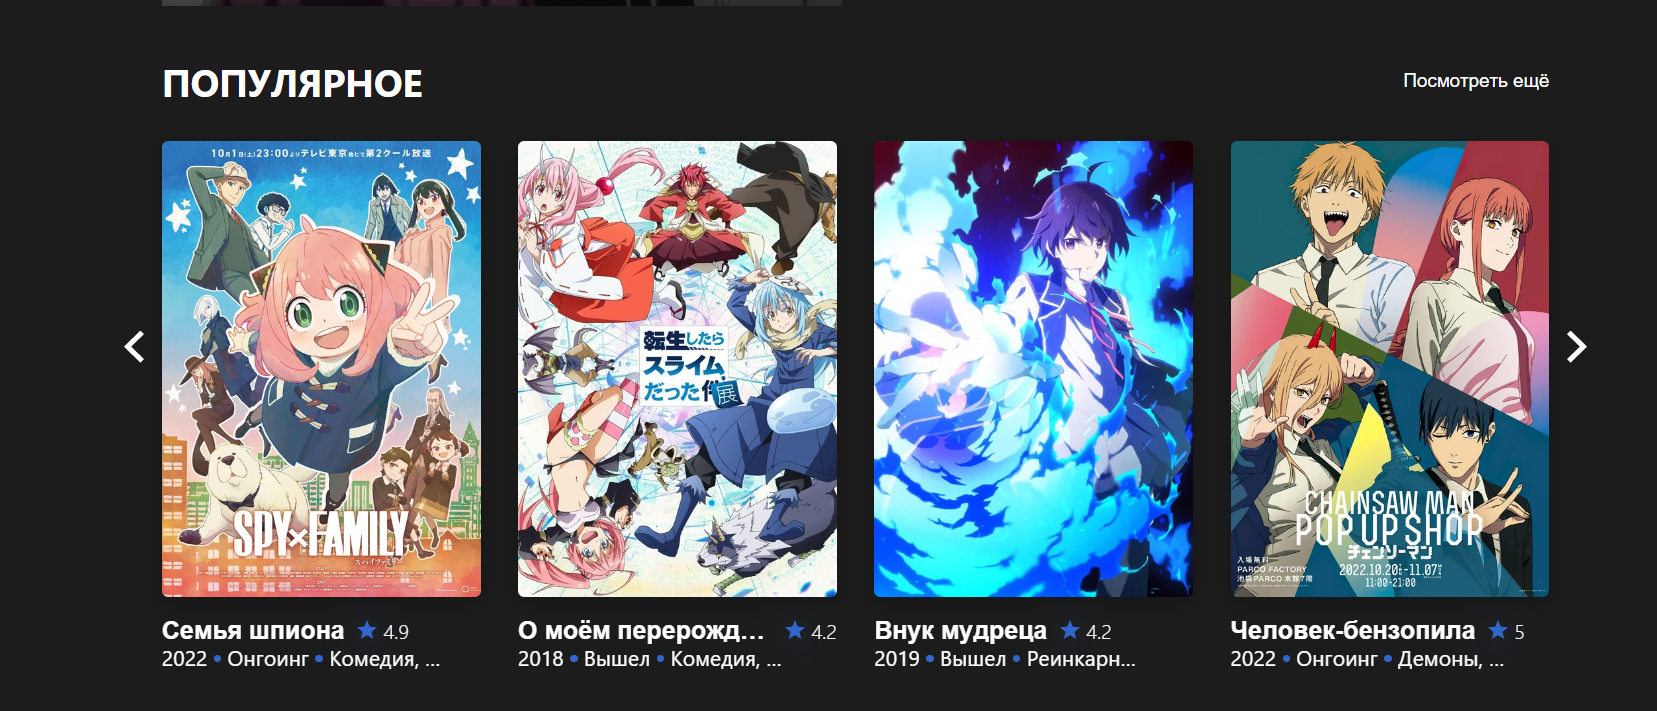 ПОПУЛЯРНОЕ
Посмотреть ещё
10月1日(土)23:00よりテレビ東京他にて第2クール放送
SPY×FAMILY
スパイファミリー
転生したら
スライム
だった件展
CHAINSAW MAN
POP UP SHOP
チェンソーマン
入場無料
PARCO FACTORY
池袋PARCO 本館7階
2022.10.20 - 11.07
11:00-21:00
Семья шпиона 4.9
2022 • Онгоинг • Комедия, ...
О моём перерожд... 4.2
2018 • Вышел • Комедия, ...
Внук мудреца 4.2
2019 • Вышел • Реинкарн...
Человек-бензопила 5
2022 • Онгоинг • Демоны, ...